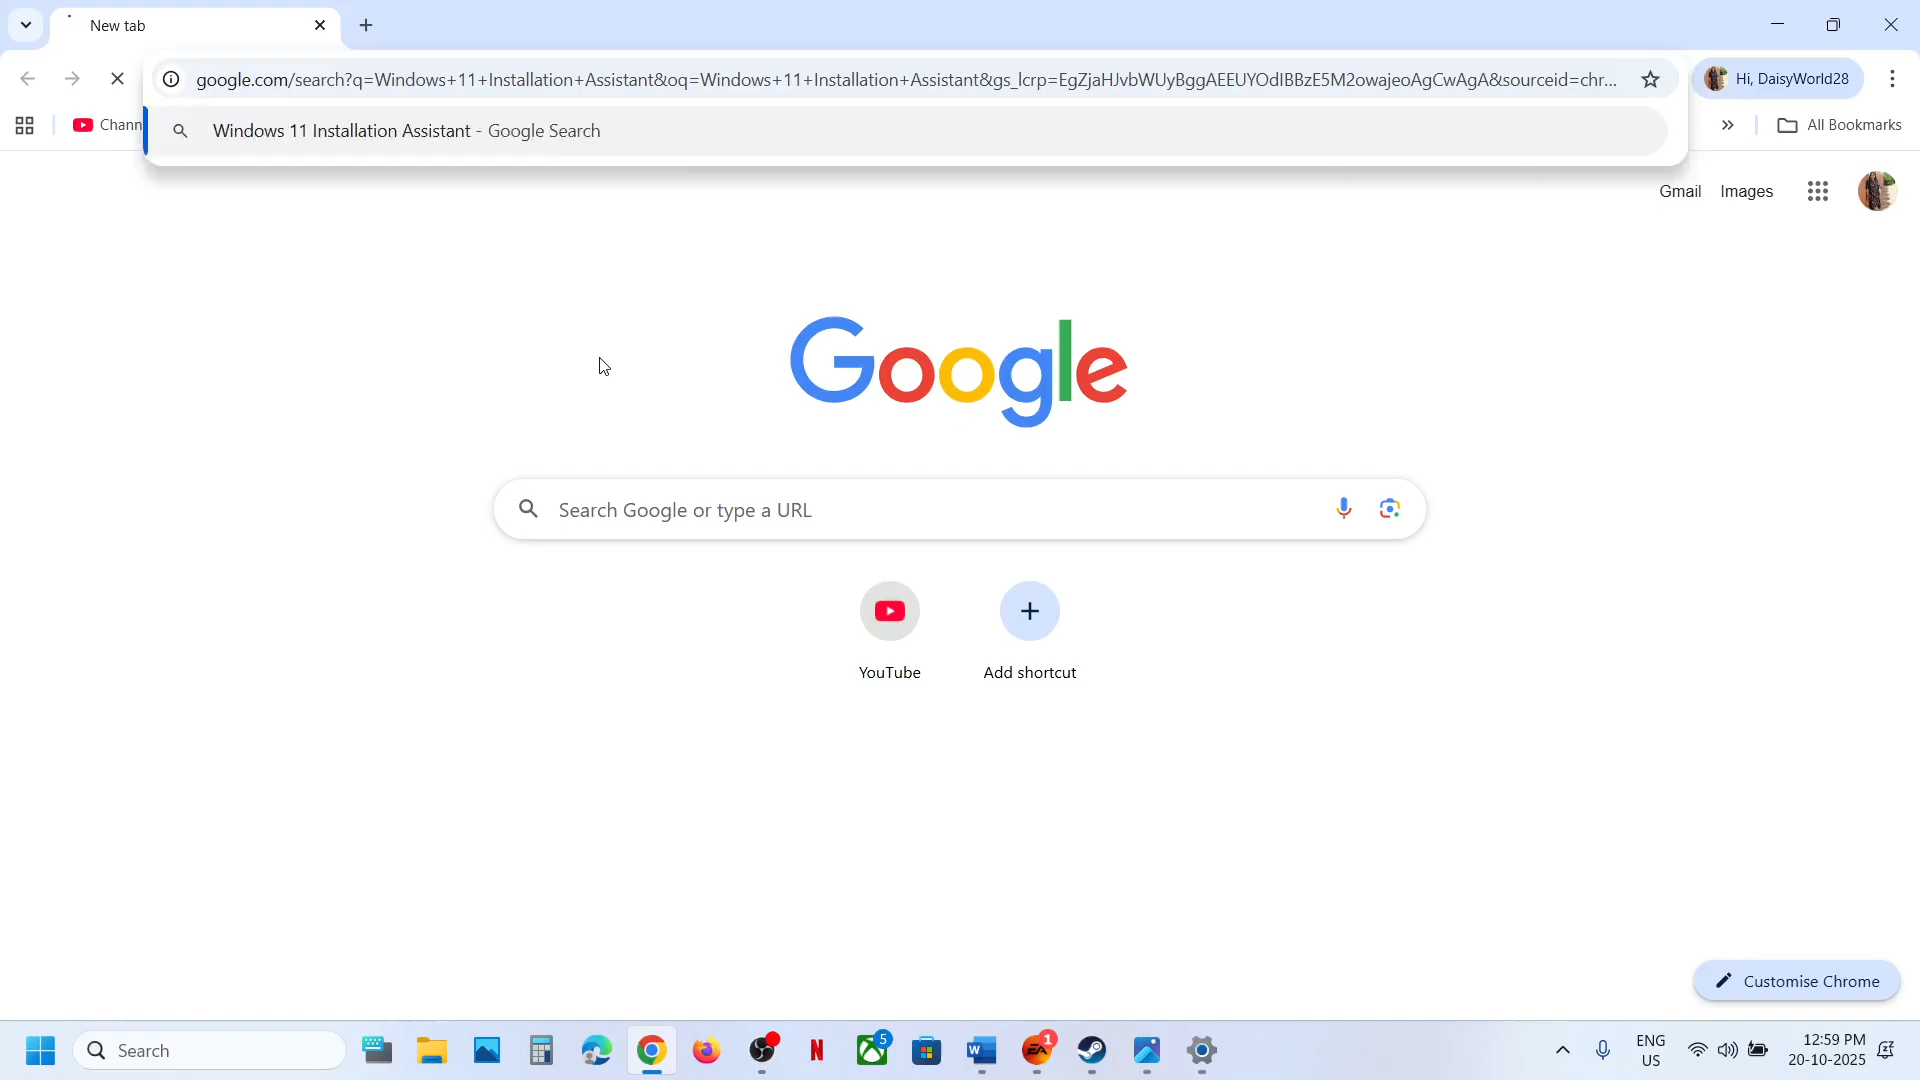 New tab
google.com/search?q=Windows+11+Installation+Assistant&oq=Windows+11+Installation+Assistant&gs_lcrp=EgZjaHJvbWUyBggAEEUYOdIBBzE5M2owajeoAgCwAgA&sourceid=chr...
Hi, DaisyWorld28
Chann
Windows 11 Installation Assistant - Google Search
All Bookmarks
Gmail Images
Google
Search Google or type a URL
YouTube
Add shortcut
Customise Chrome
Search
N
5
W
EA
1
ENG
US
12:59 PM
20-10-2025